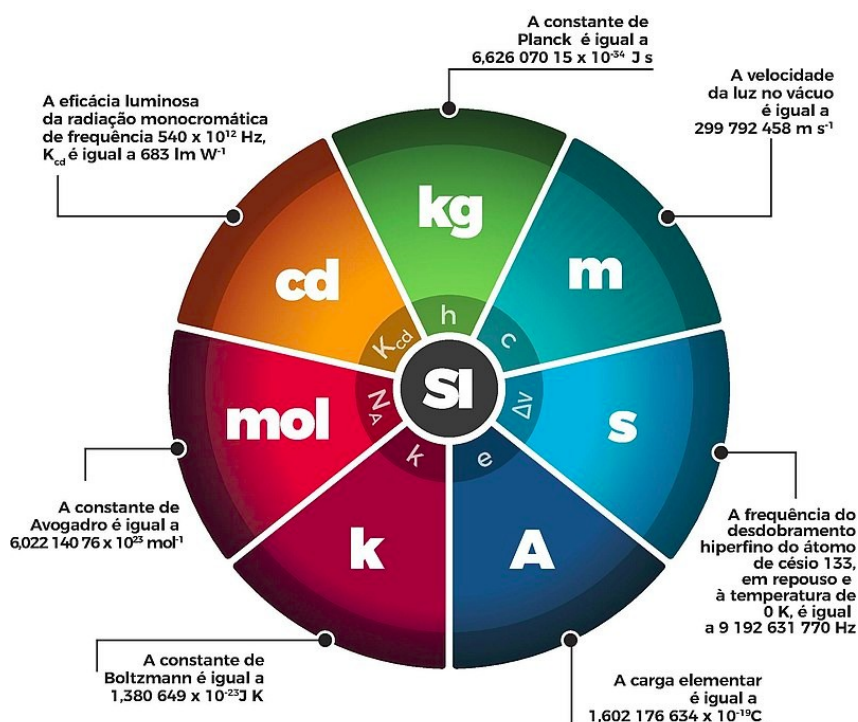 A constante de
Planck é igual a
6,626 070 15 x 10⁻³⁴ J s
A velocidade
da luz no vácuo
é igual a
299 792 458 m s⁻¹
A eficácia luminosa
da radiação monocromática
de frequência 540 x 10¹² Hz,
K_cd é igual a 683 lm W⁻¹
kg
m
cd
h
c
K_cd
SI
mol
N_A
Δν
s
k
e
k
A
A constante de
Avogadro é igual a
6,022 140 76 x 10²³ mol⁻¹
A frequência do
desdobramento
hiperfino do átomo
de césio 133,
em repouso e
à temperatura de
0 K, é igual
a 9 192 631 770 Hz
A constante de
Boltzmann é igual a
1,380 649 x 10⁻²³J K
A carga elementar
é igual a
1,602 176 634 x 10⁻¹⁹C